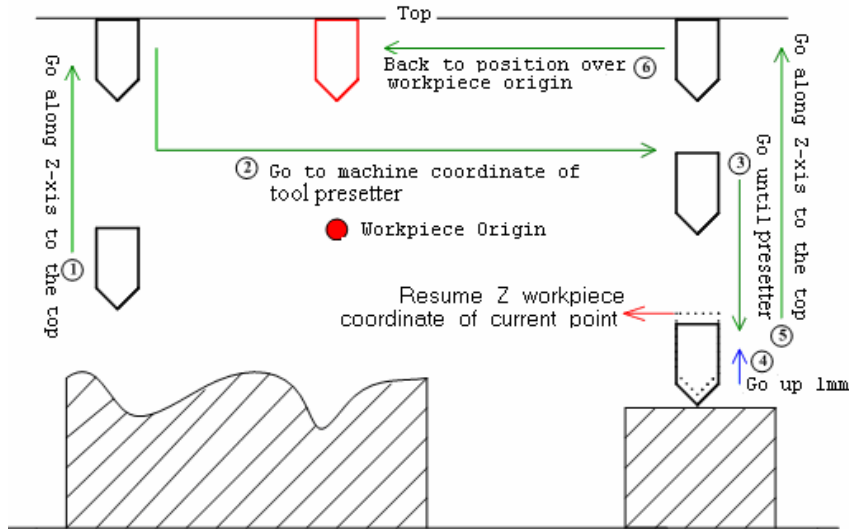 Top
① Go along Z-xis to the top
Back to position over ⑥
workpiece origin
② Go to machine coordinate of
tool presetter
③ Go until presetter
Workpiece Origin
Resume Z workpiece
coordinate of current point
④
Go up 1mm
⑤ Go along Z-xis to the top